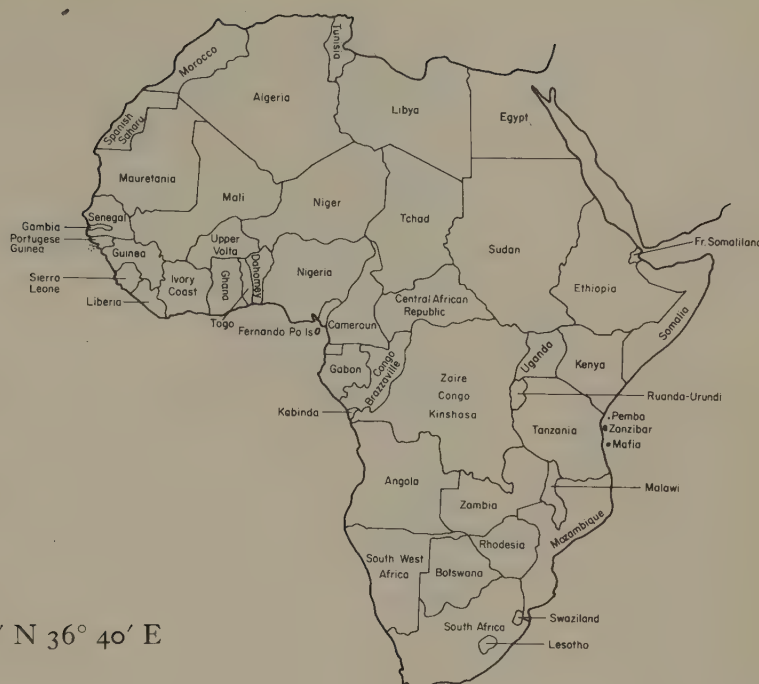 Tunisia
Morocco
Algeria
Libya
Egypt
Spanish
Sahara
Mauretania
Mali
Niger
Tchad
Sudan
Fr. Somaliland
Senegal
Gambia
Portugese
Guinea
Guinea
Upper
Volta
Nigeria
Dahomey
Ethiopia
Sierra
Leone
Ivory
Coast
Ghana
Central African
Republic
Somalia
Liberia
Togo
Fernando Po Is
Cameroun
Uganda
Kenya
Gabon
Congo
Brazzaville
Zaire
Congo
Kinshasa
Ruanda-Urundi
Kabinda
Tanzania
Pemba
Zanzibar
Mafia
Angola
Zambia
Malawi
Mozambique
Rhodesia
South West
Africa
Botswana
Swaziland
South Africa
Lesotho
′ N 36° 40′ E